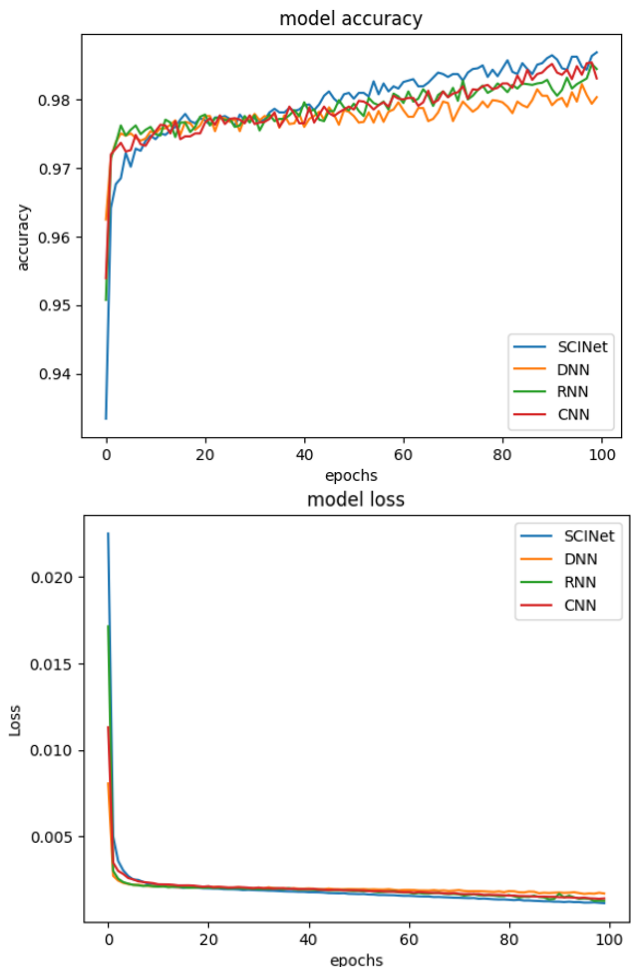 model accuracy
0.98
0.97
0.96
0.95
0.94
accuracy
SCINet
DNN
RNN
CNN
0 20 40 60 80 100
epochs
model loss
0.020
0.015
0.010
0.005
Loss
SCINet
DNN
RNN
CNN
0 20 40 60 80 100
epochs